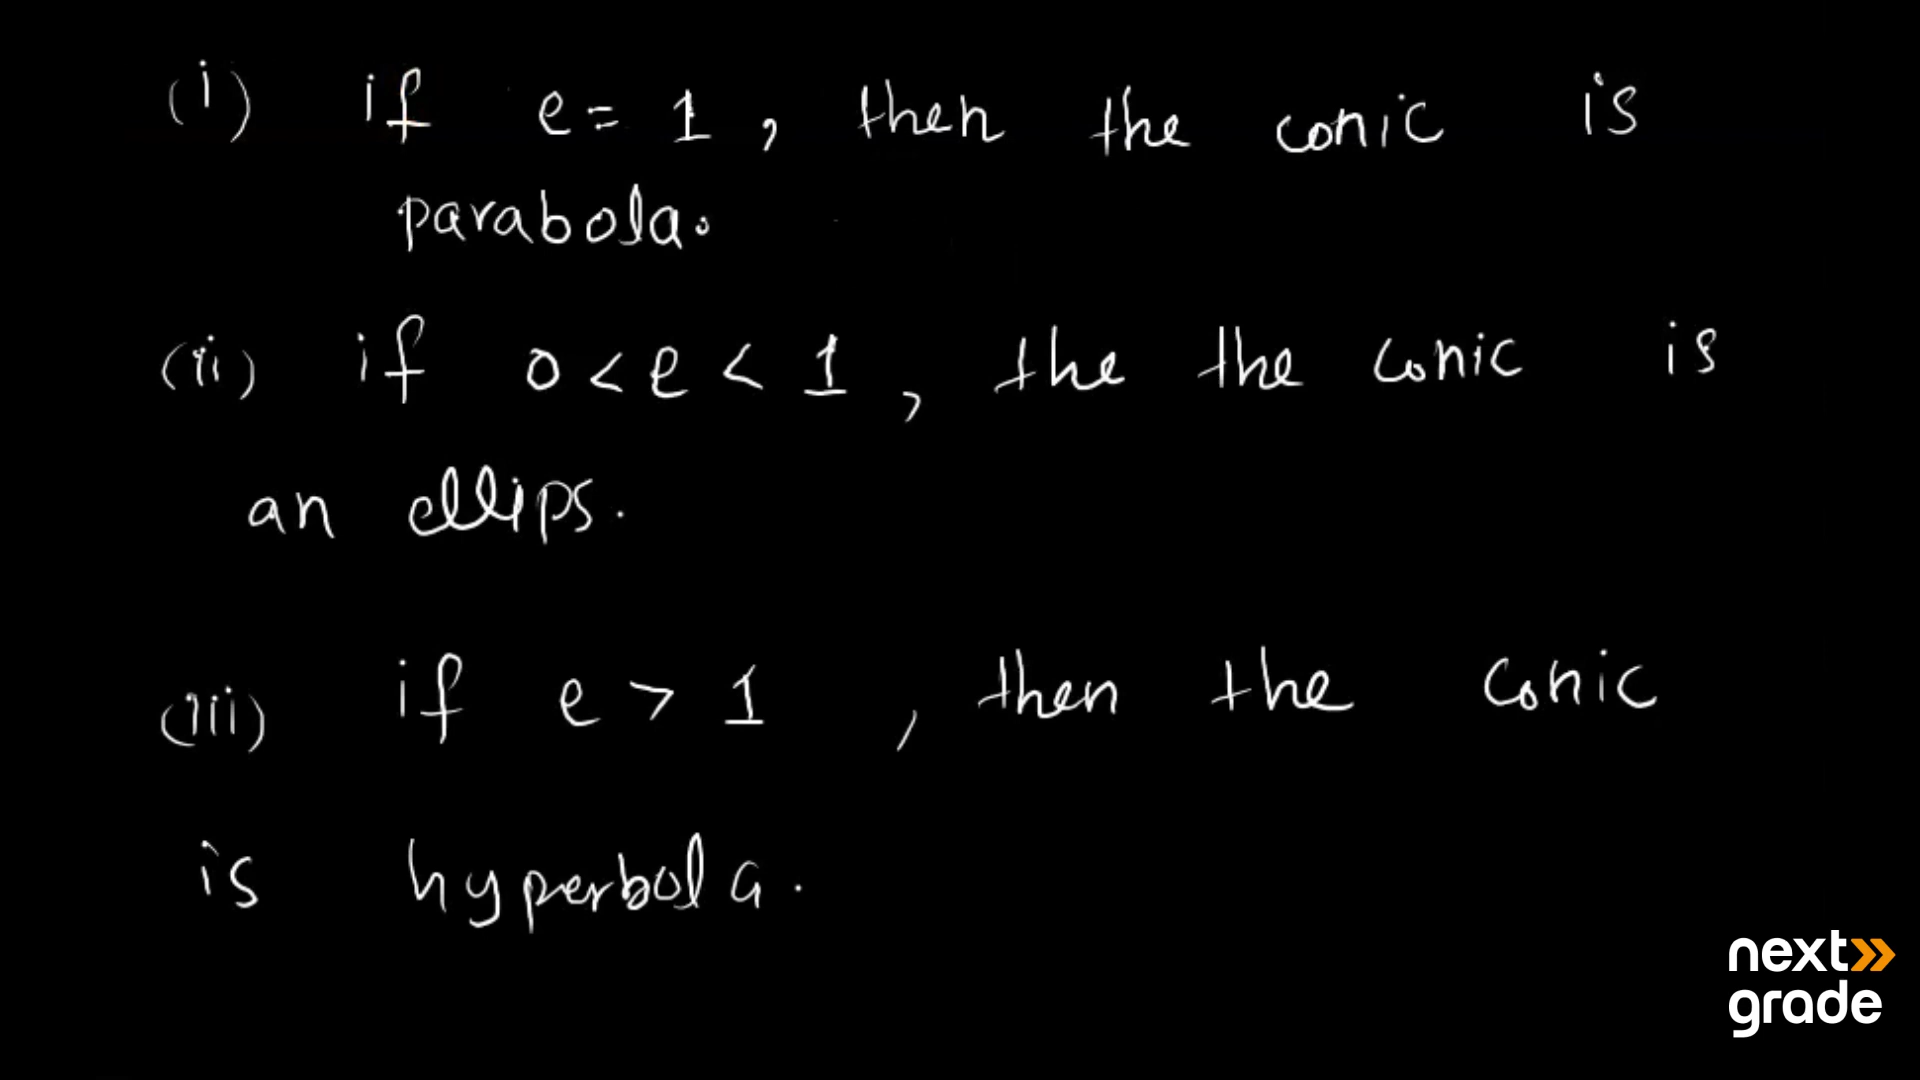 (i) if e = 1, then the conic is
parabola.
(ii) if 0 < e < 1, the the conic is
an ellips.
(iii) if e > 1, then the conic
is hyperbola.
next
grade